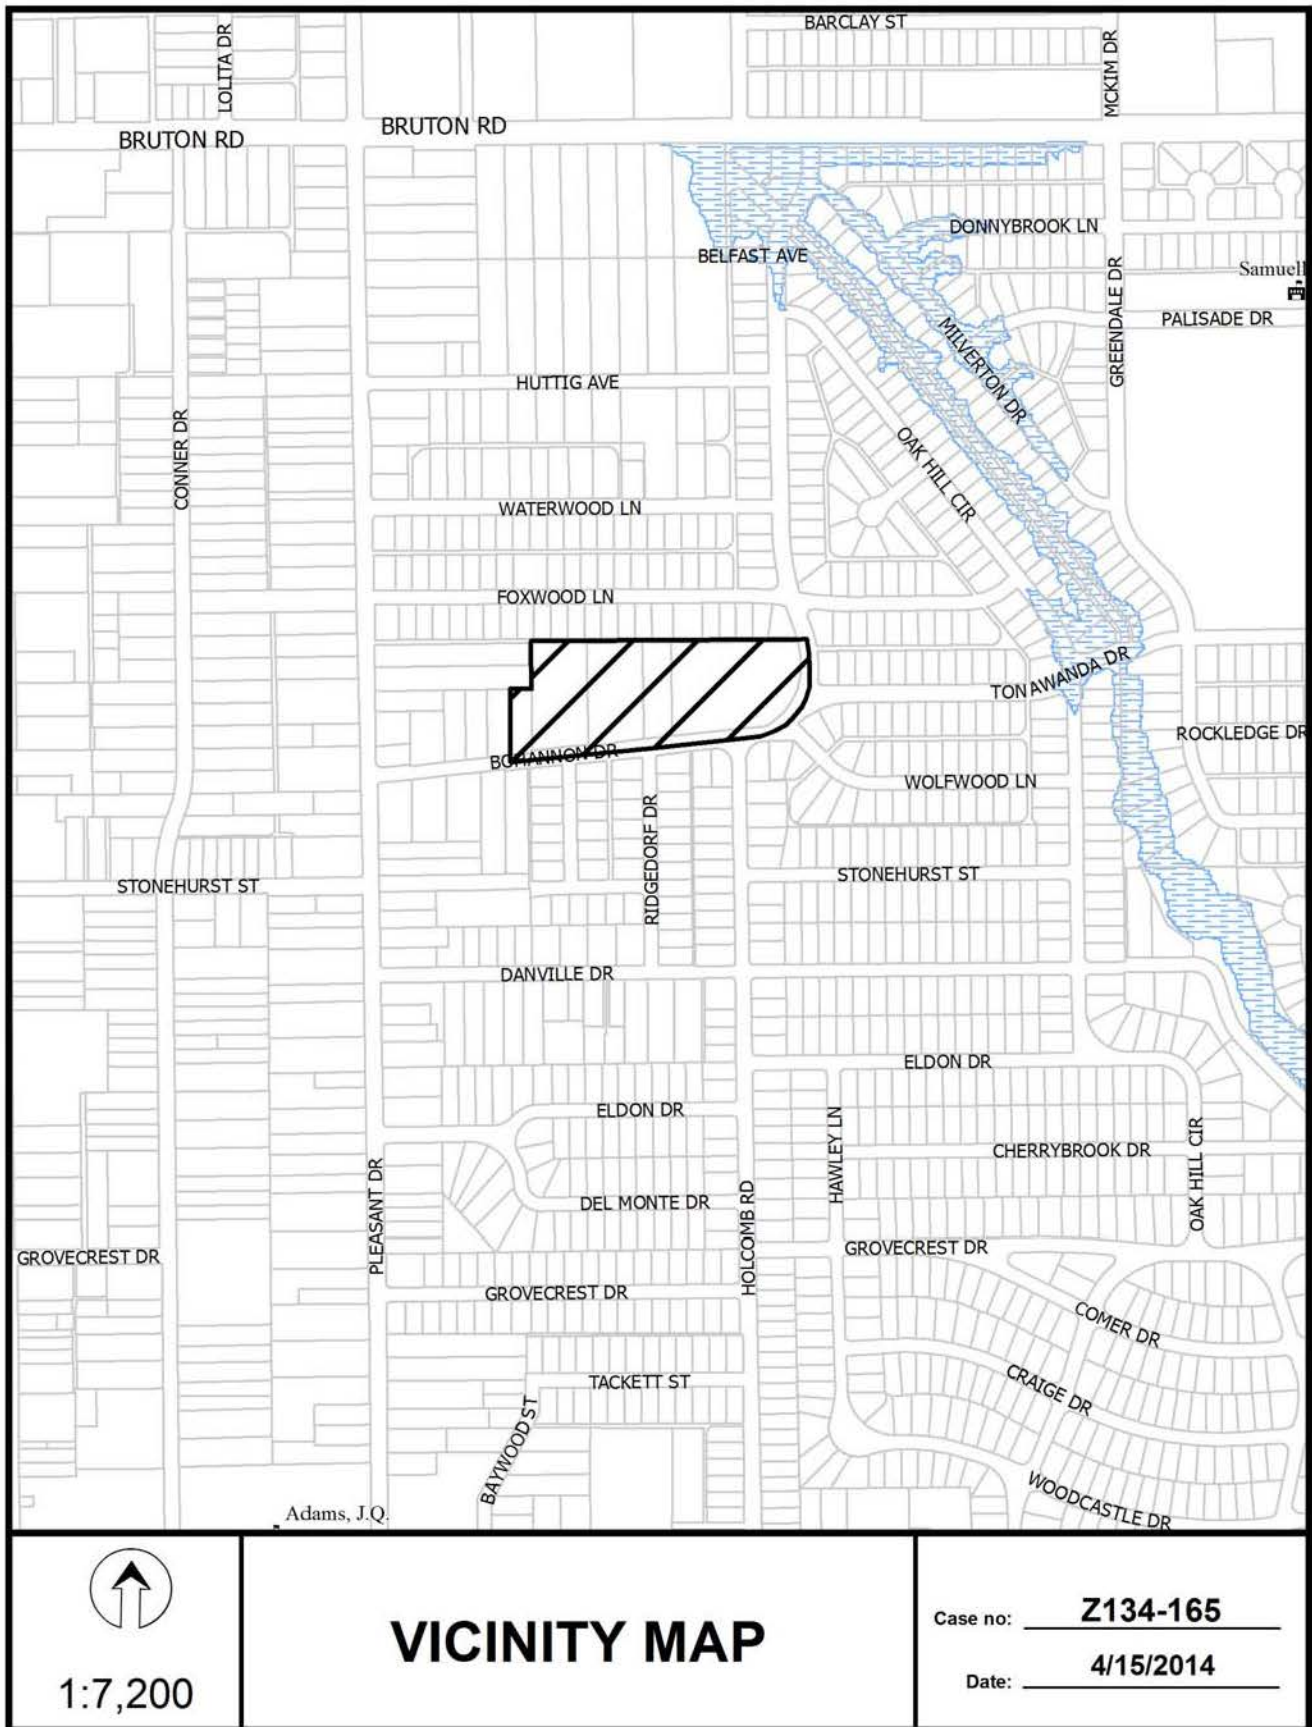 BARCLAY ST
LOLITA DR
MCKIM DR
BRUTON RD
BRUTON RD
DONNYBROOK LN
BELFAST AVE
Samuell,
GREENDALE DR
PALISADE DR
MILVERTON DR
HUTTIG AVE
CONNER DR
OAK HILL CIR
WATERWOOD LN
FOXWOOD LN
TONAWANDA DR
ROCKLEDGE DR
BOHANNON DR
WOLFWOOD LN
RIDGEDORF DR
STONEHURST ST
STONEHURST ST
DANVILLE DR
ELDON DR
ELDON DR
HAWLEY LN
CHERRYBROOK DR
OAK HILL CIR
PLEASANT DR
DEL MONTE DR
HOLCOMB RD
GROVECREST DR
GROVECREST DR
GROVECREST DR
COMER DR
TACKETT ST
CRAIGE DR
BAYWOOD ST
WOODCASTLE DR
Adams, J.Q.
1:7,200
VICINITY MAP
Case no: Z134-165
Date: 4/15/2014